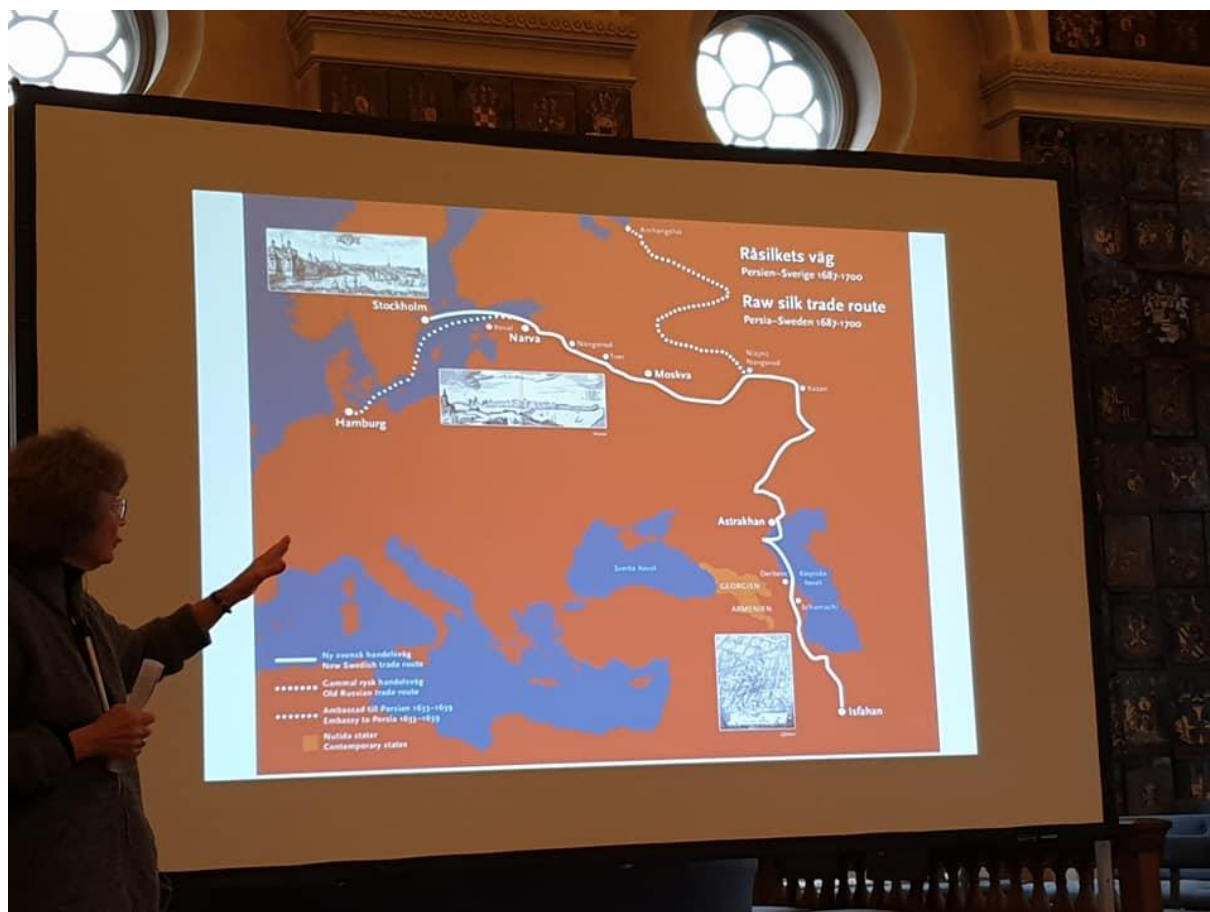 Råsilkets väg
Persien–Sverige 1687-1700
Raw silk trade route
Persia–Sweden 1687-1700
Archangelsk
Stockholm
Reval
Narva
Novgorod
Tver
Moskva
Nizjnij
Novgorod
Kazan
Hamburg
Astrakhan
Svarta havet
Derbent
Kaspiska
havet
GEORGIEN
ARMENIEN
Schamachi
Isfahan
Ny svensk handelsväg
New Swedish trade route
Gammal rysk handelsväg
Old Russian trade route
Ambassad till Persien 1633–1639
Embassy to Persia 1633–1639
Nutida stater
Contemporary states